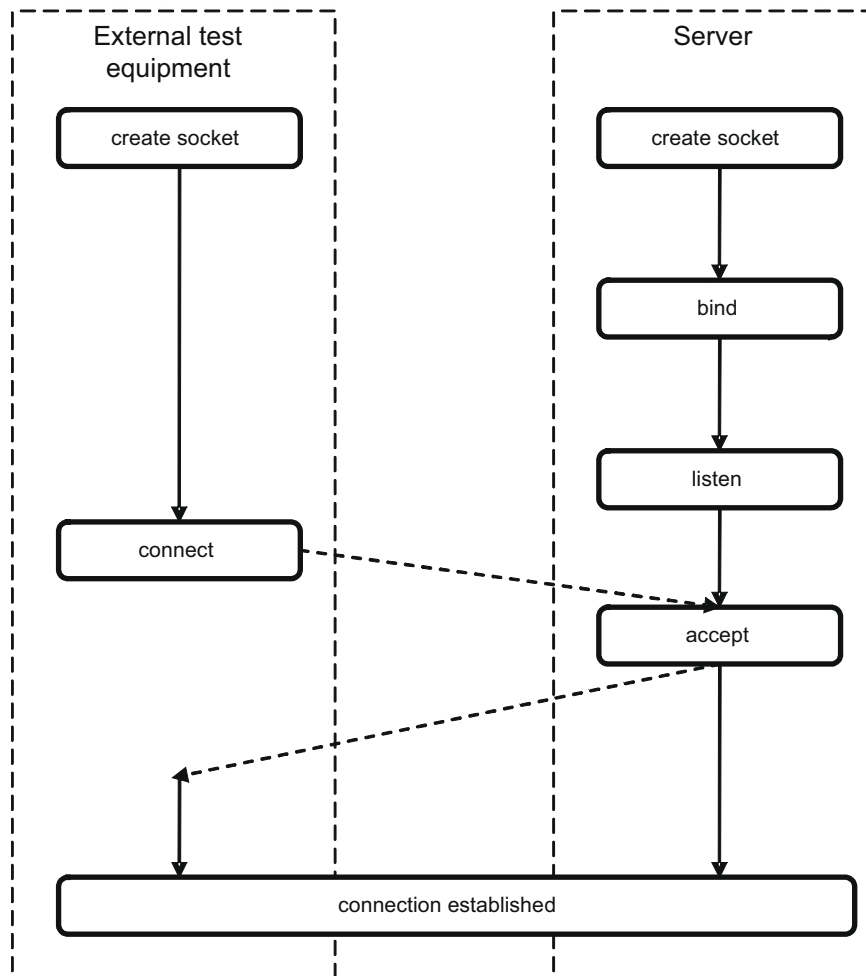 External test
equipment
Server
create socket
create socket
bind
listen
connect
accept
connection established